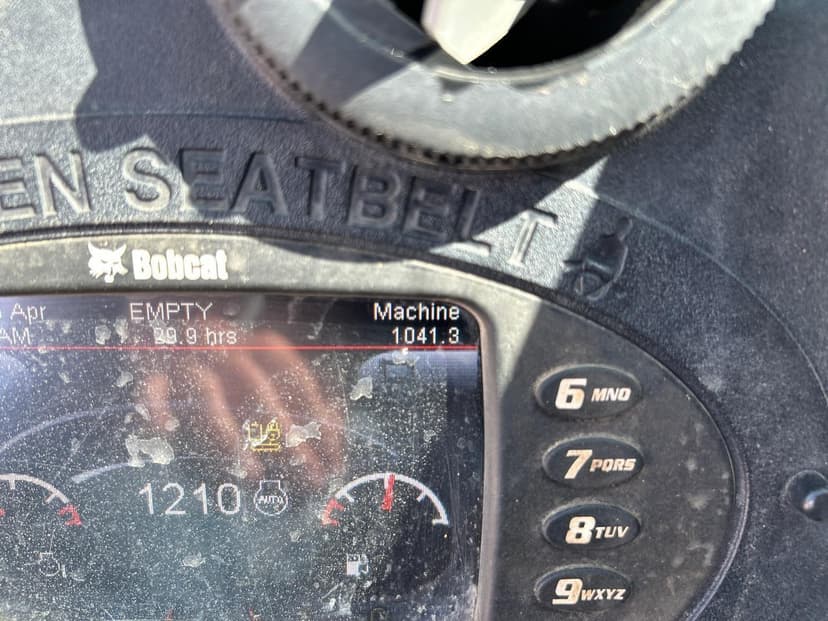 EN SEATBELT
Bobcat
Apr EMPTY Machine
AM 29.9 hrs 1041.3
1210 AUTO
6 MNO
7 PQRS
8 TUV
9 WXYZ